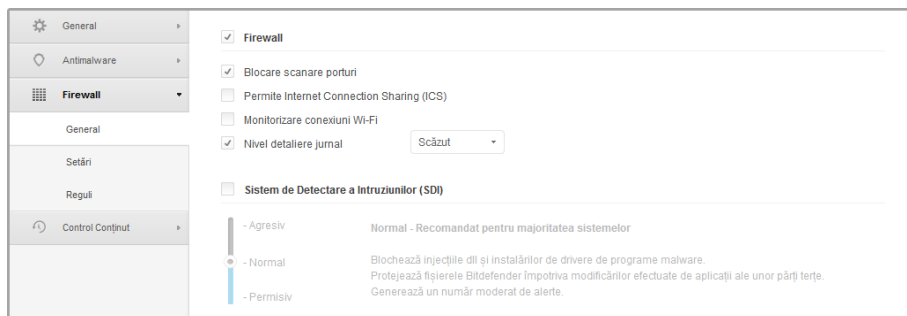 General
Antimalware
Firewall
General
Setări
Reguli
Control Conținut
Firewall
Blocare scanare porturi
Permite Internet Connection Sharing (ICS)
Monitorizare conexiuni Wi-Fi
Nivel detaliere jurnal Scăzut
Sistem de Detectare a Intruziunilor (SDI)
- Agresiv
- Normal
- Permisiv
Normal - Recomandat pentru majoritatea sistemelor
Blochează injecțiile dll și instalărilor de drivere de programe malware.
Protejează fișierele Bitdefender împotriva modificărilor efectuate de aplicații ale unor părți terțe.
Generează un număr moderat de alerte.